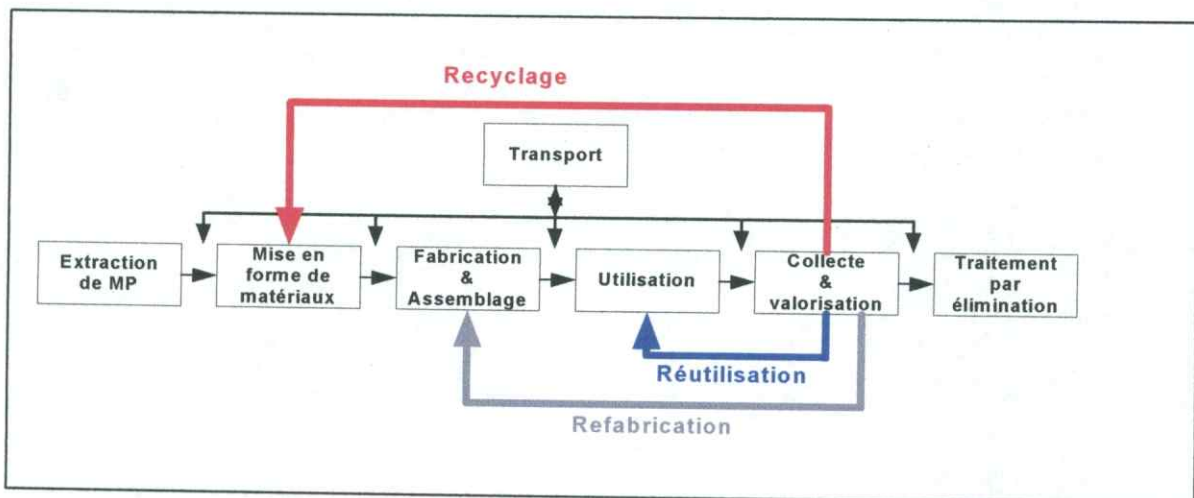 Recyclage
Transport
Extraction
de MP
Mise en
forme de
matériaux
Fabrication
&
Assemblage
Utilisation
Collecte
&
valorisation
Traitement
par
élimination
Réutilisation
Refabrication